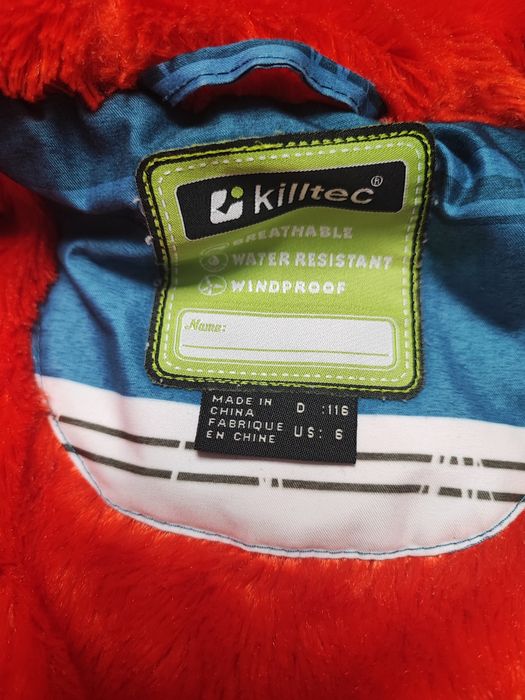 killtec®
BREATHABLE
WATER RESISTANT
WINDPROOF
Name:
MADE IN CHINA D :116
FABRIQUE EN CHINE US: 6